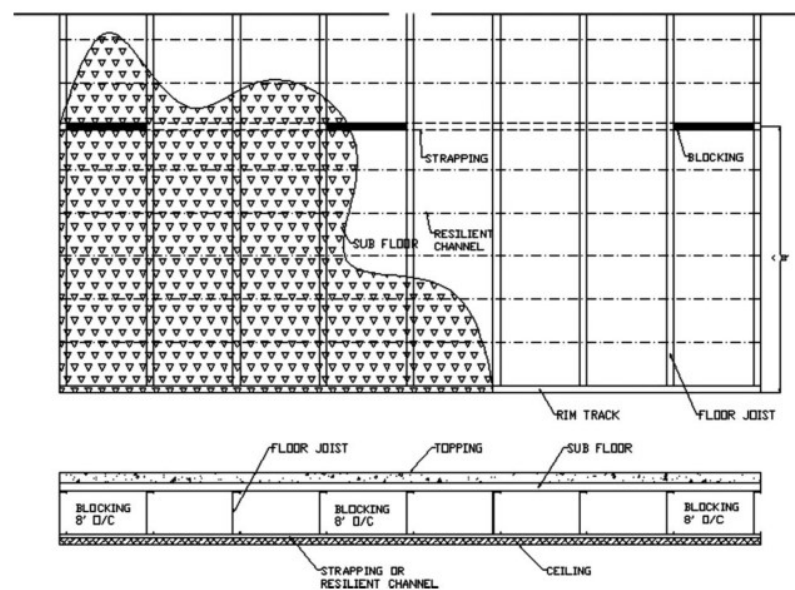 STRAPPING
BLOCKING
SUB FLOOR
RESILIENT
CHANNEL
RIM TRACK
FLOOR JOIST
FLOOR JOIST
TOPPING
SUB FLOOR
BLOCKING
8' O/C
BLOCKING
8' O/C
BLOCKING
8' O/C
STRAPPING OR
RESILIENT CHANNEL
CEILING